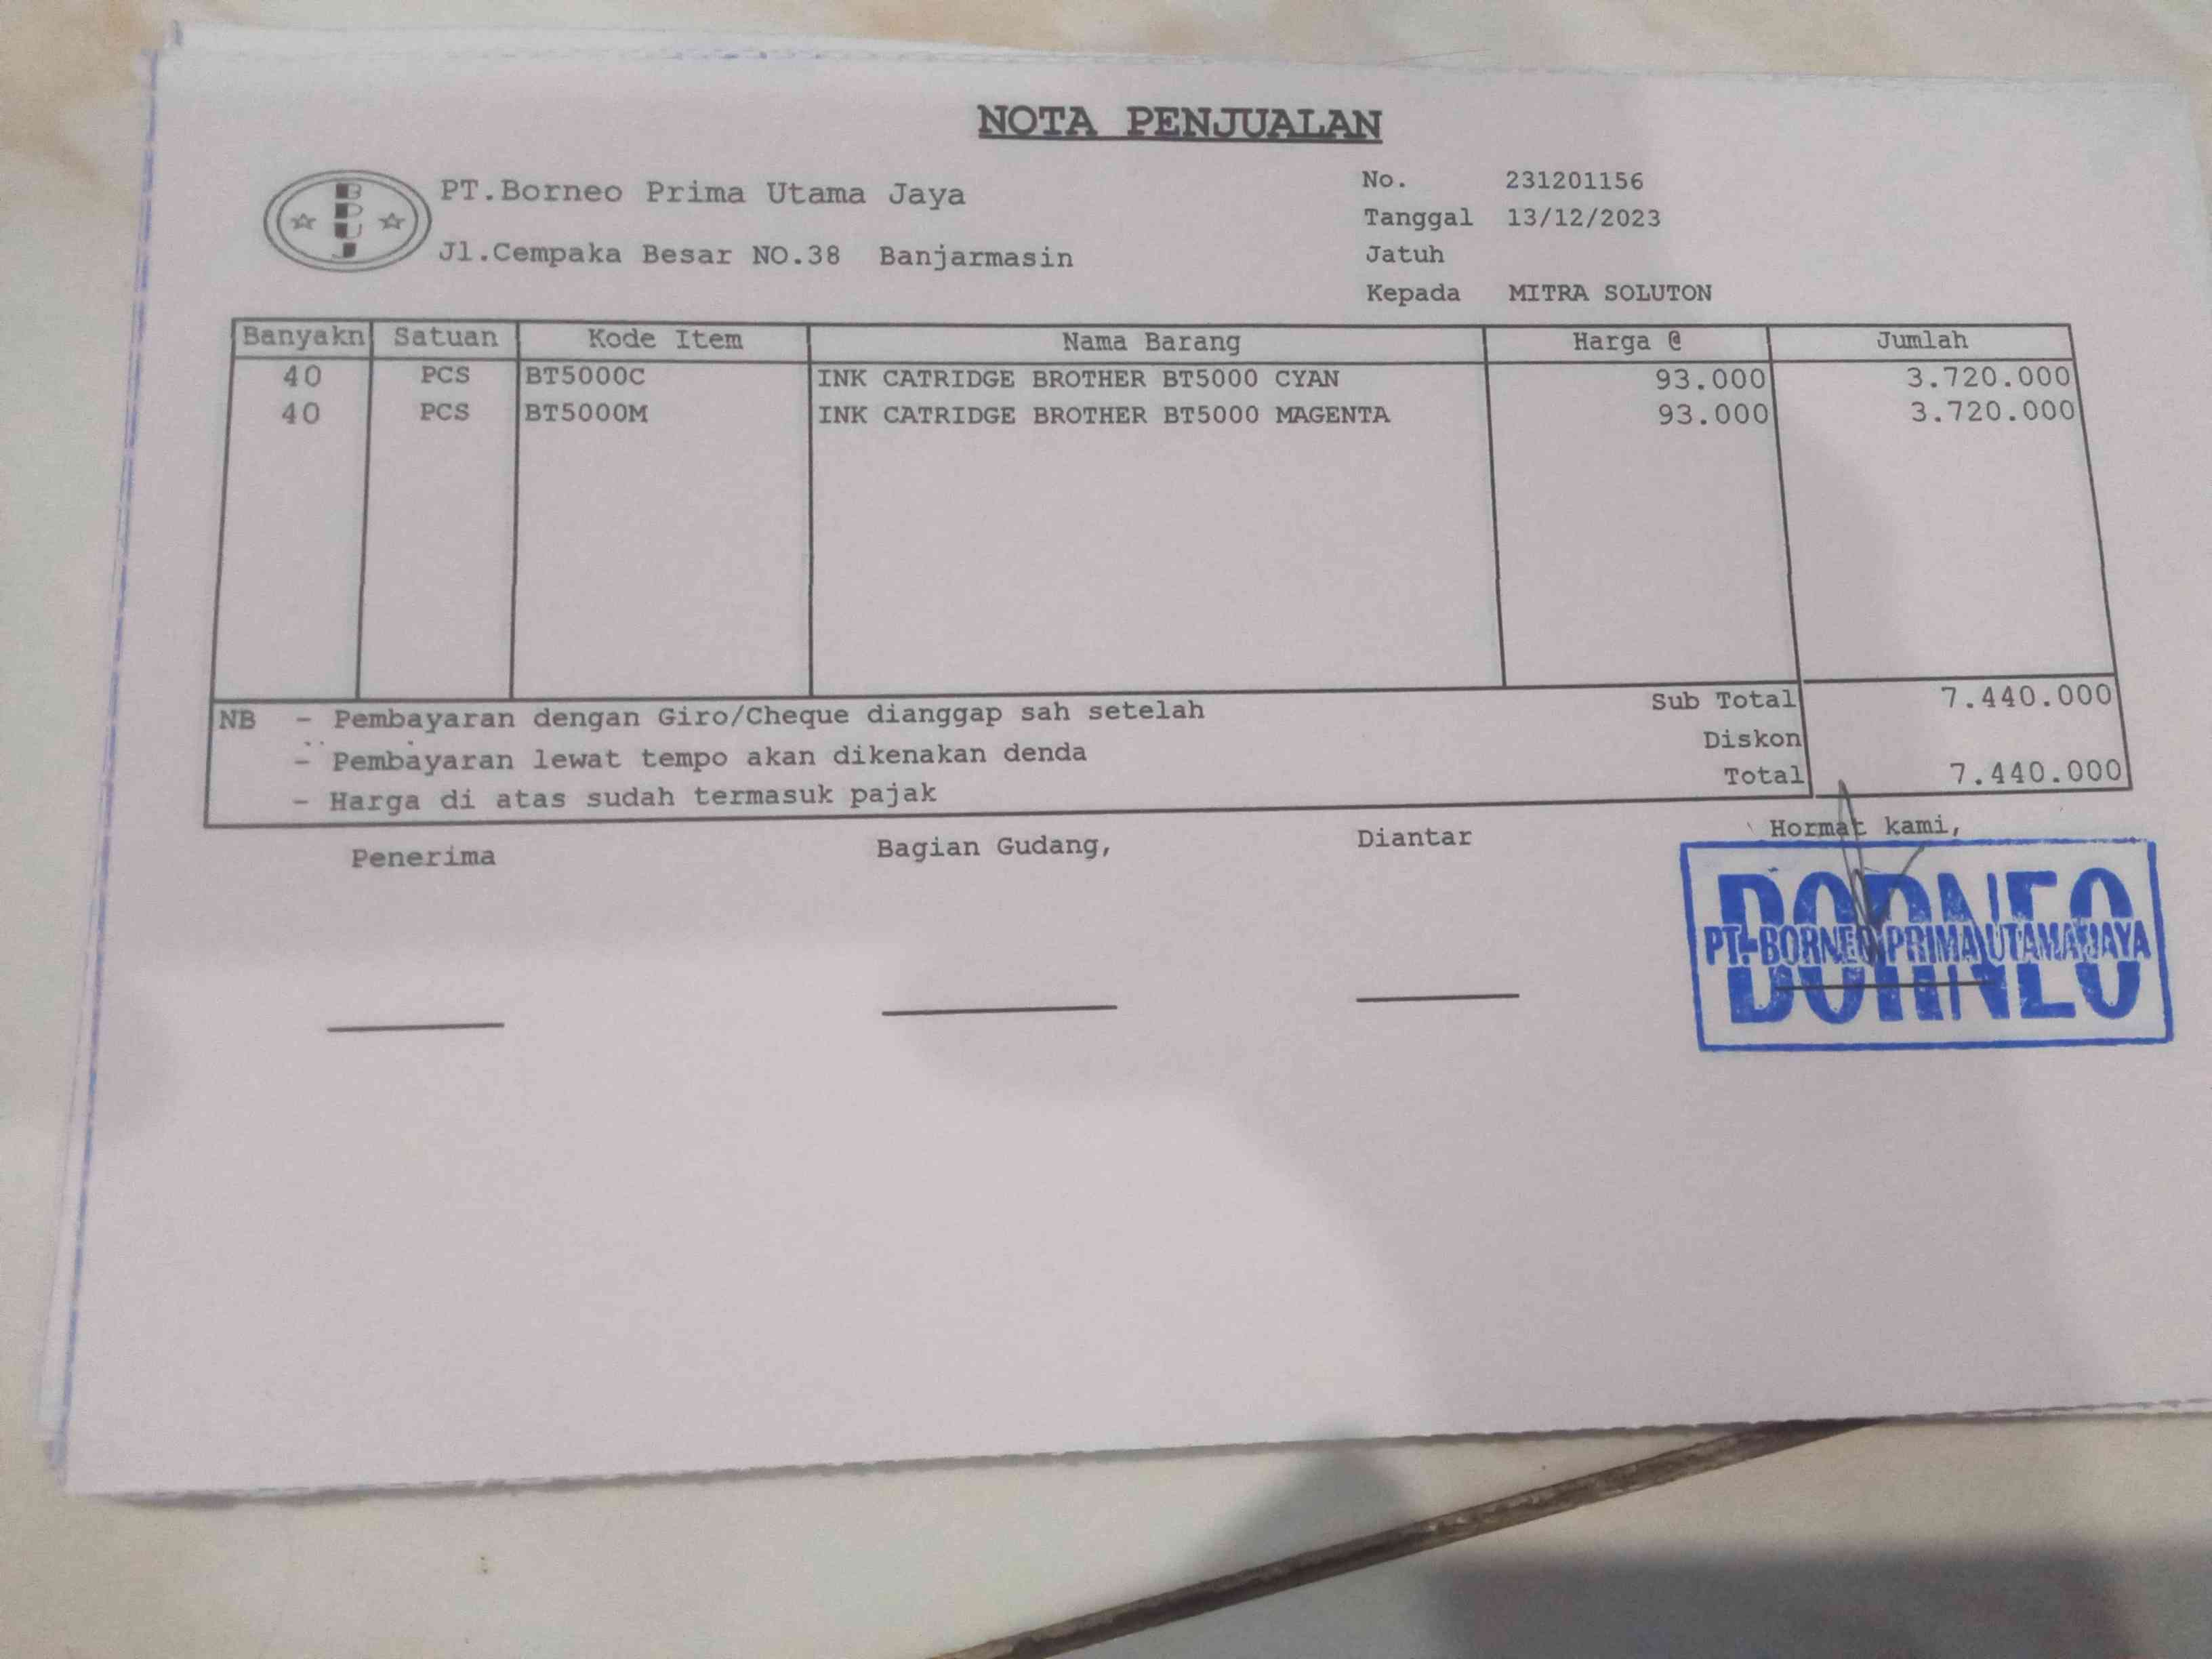 NOTA PENJUALAN
BPUJ
PT.Borneo Prima Utama Jaya
Jl.Cempaka Besar NO.38 Banjarmasin
No. 231201156
Tanggal 13/12/2023
Jatuh
Kepada MITRA SOLUTON
Banyakn Satuan Kode Item Nama Barang Harga @ Jumlah
40 PCS BT5000C INK CATRIDGE BROTHER BT5000 CYAN 93.000 3.720.000
40 PCS BT5000M INK CATRIDGE BROTHER BT5000 MAGENTA 93.000 3.720.000
NB - Pembayaran dengan Giro/Cheque dianggap sah setelah
- Pembayaran lewat tempo akan dikenakan denda
- Harga di atas sudah termasuk pajak
Sub Total 7.440.000
Diskon
Total 7.440.000
Penerima Bagian Gudang, Diantar Hormat kami,
BORNEO
PT. BORNEO PRIMA UTAMA JAYA